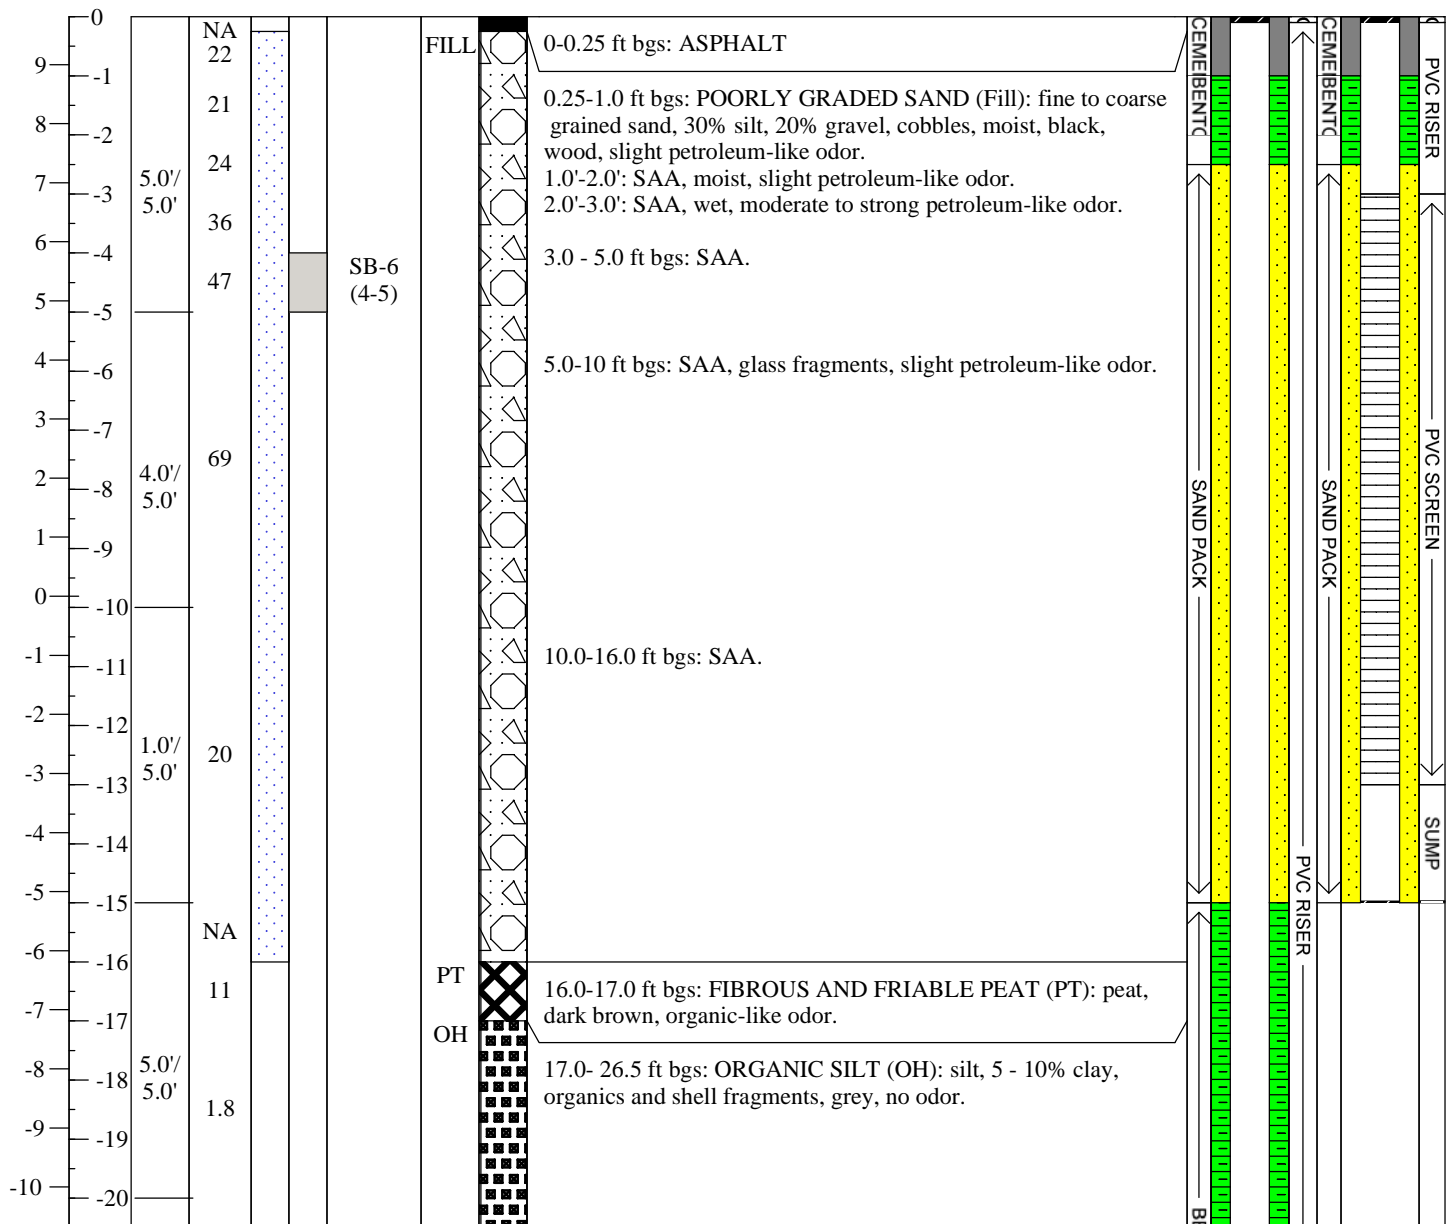 0
-1
-2
-3
-4
-5
-6
-7
-8
-9
-10
-11
-12
-13
-14
-15
-16
-17
-18
-19
-20
9
8
7
6
5
4
3
2
1
0
-1
-2
-3
-4
-5
-6
-7
-8
-9
-10
5.0'/
5.0'
4.0'/
5.0'
1.0'/
5.0'
5.0'/
5.0'
NA
22
21
24
36
47
69
20
NA
11
1.8
SB-6
(4-5)
FILL
PT
OH
0-0.25 ft bgs: ASPHALT
0.25-1.0 ft bgs: POORLY GRADED SAND (Fill): fine to coarse
grained sand, 30% silt, 20% gravel, cobbles, moist, black,
wood, slight petroleum-like odor.
1.0'-2.0': SAA, moist, slight petroleum-like odor.
2.0'-3.0': SAA, wet, moderate to strong petroleum-like odor.
3.0 - 5.0 ft bgs: SAA.
5.0-10 ft bgs: SAA, glass fragments, slight petroleum-like odor.
10.0-16.0 ft bgs: SAA.
16.0-17.0 ft bgs: FIBROUS AND FRIABLE PEAT (PT): peat,
dark brown, organic-like odor.
17.0- 26.5 ft bgs: ORGANIC SILT (OH): silt, 5 - 10% clay,
organics and shell fragments, grey, no odor.
SAND PACK
PVC RISER
SAND PACK
PVC RISER
PVC SCREEN
SUMP